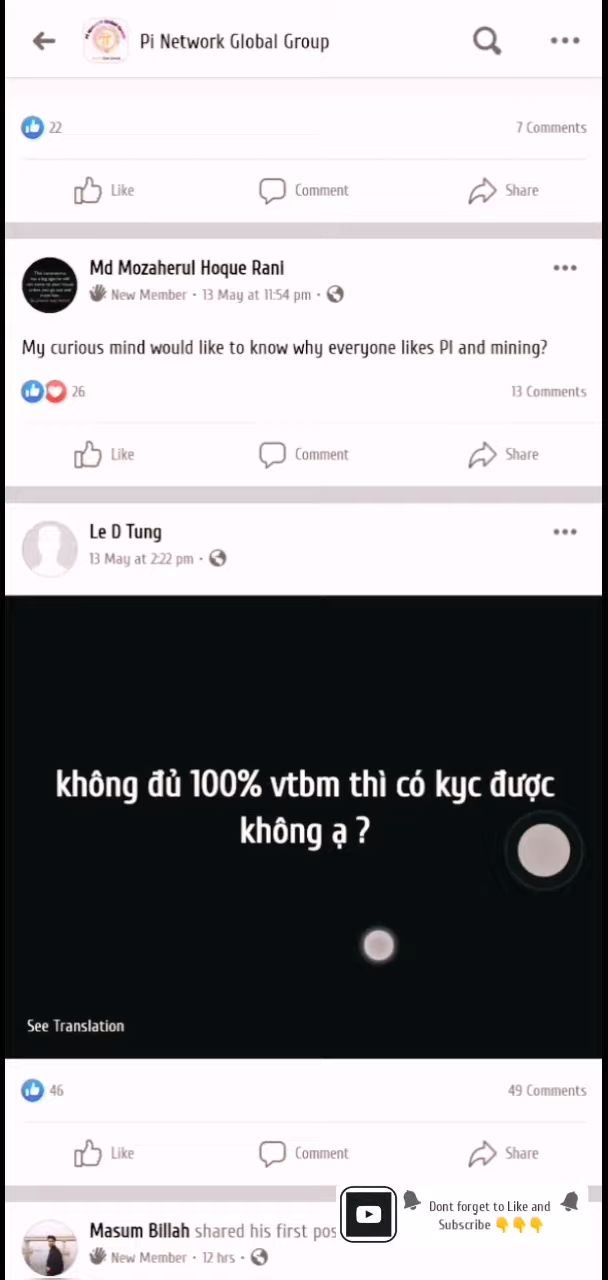 Pi Network Global Group
22
7 Comments
Like
Comment
Share
Md Mozaherul Hoque Rani
New Member · 13 May at 11:54 pm ·
My curious mind would like to know why everyone likes PI and mining?
26
13 Comments
Like
Comment
Share
Le D Tung
13 May at 2:22 pm ·
không đủ 100% vtbm thì có kyc được
không ạ ?
See Translation
46
49 Comments
Like
Comment
Share
Masum Billah shared his first pos
New Member · 12 hrs ·
Dont forget to Like and
Subscribe 👇👇👇